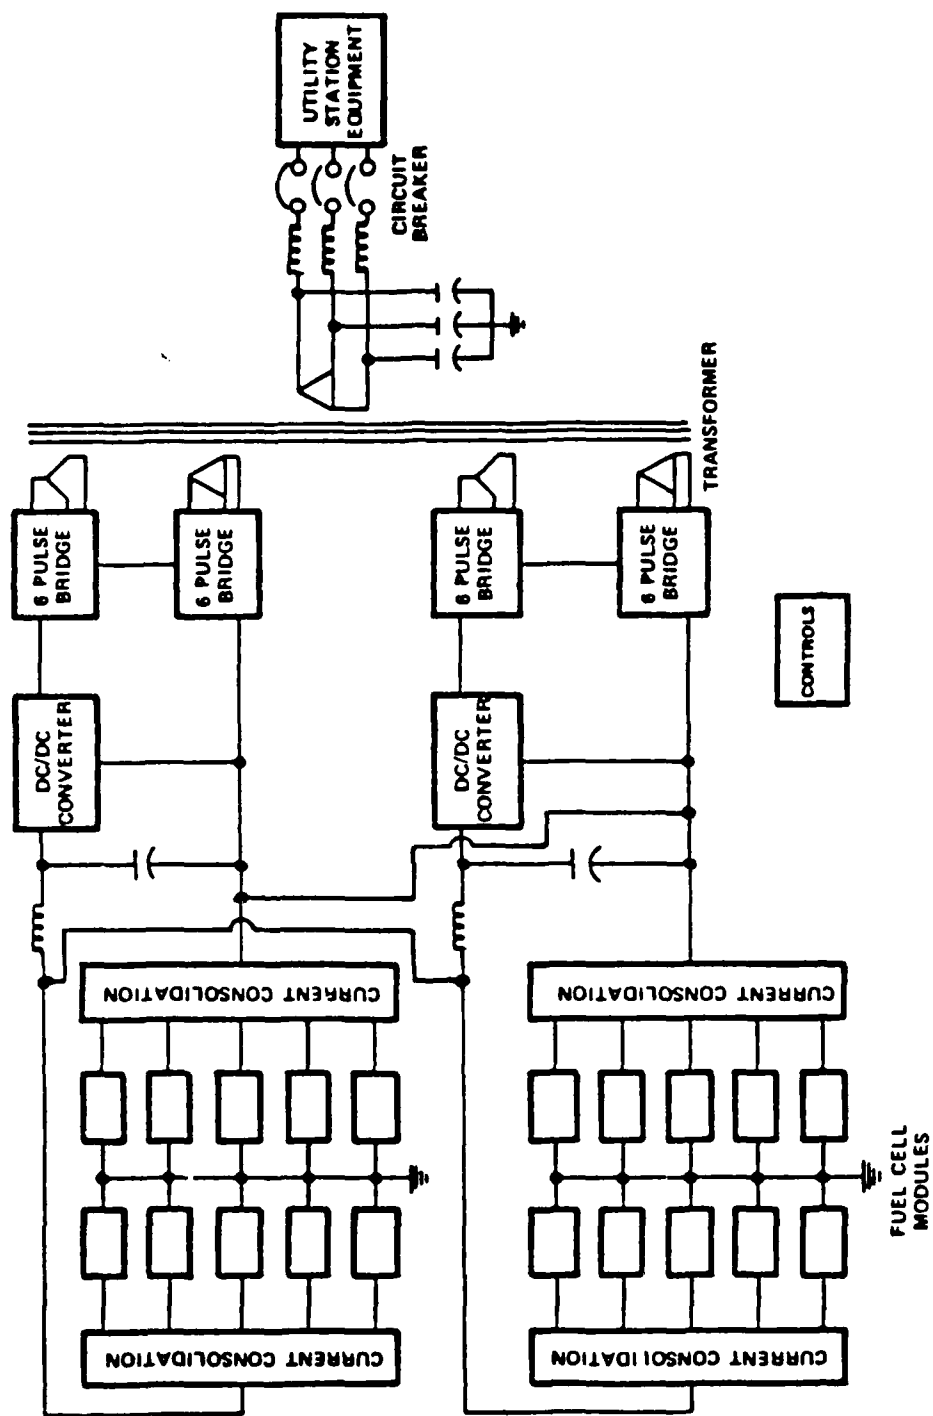 UTILITY
STATION
EQUIPMENT
CIRCUIT
BREAKER
TRANSFORMER
6 PULSE
BRIDGE
6 PULSE
BRIDGE
6 PULSE
BRIDGE
6 PULSE
BRIDGE
DC/DC
CONVERTER
DC/DC
CONVERTER
CONTROLS
CURRENT CONSOLIDATION
CURRENT CONSOLIDATION
CURRENT CONSOLIDATION
CURRENT CONSOLIDATION
FUEL CELL
MODULES